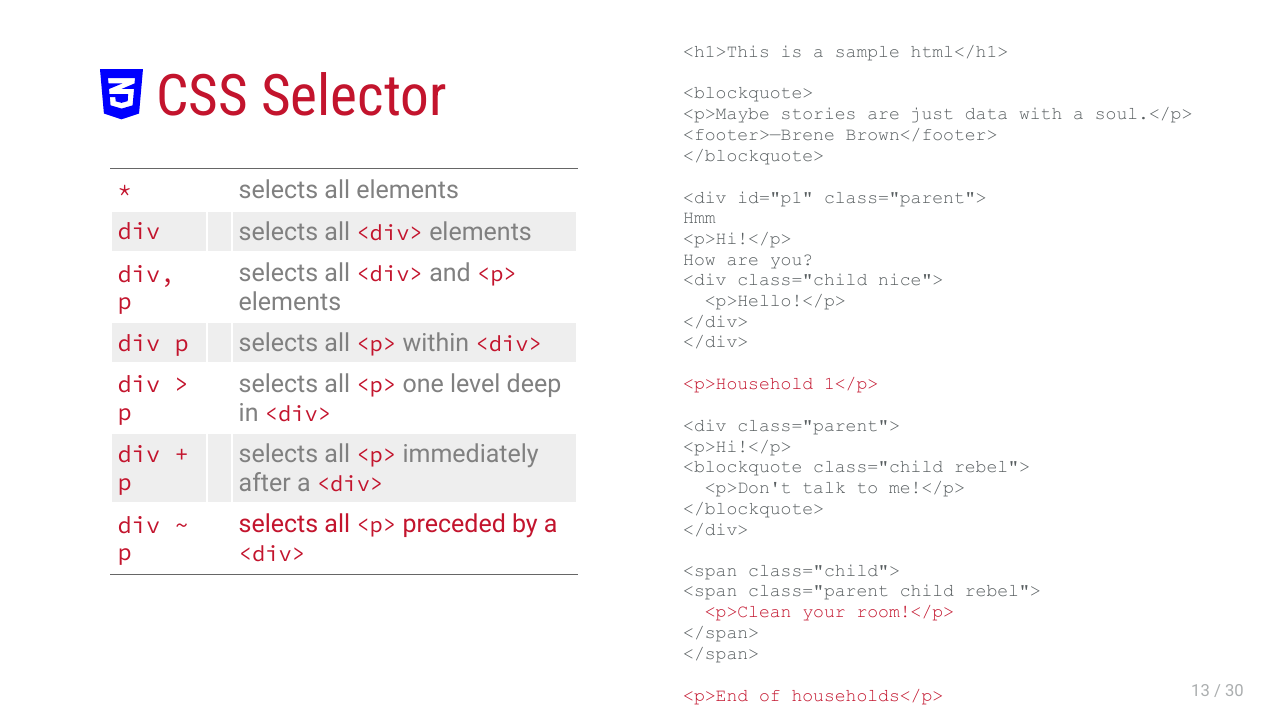 CSS Selector
* selects all elements
div selects all <div> elements
div, selects all <div> and <p>
p elements
div p selects all <p> within <div>
div > selects all <p> one level deep
p in <div>
div + selects all <p> immediately
p after a <div>
div ~ selects all <p> preceded by a
p <div>
<h1>This is a sample html</h1>
<blockquote>
<p>Maybe stories are just data with a soul.</p>
<footer>—Brene Brown</footer>
</blockquote>
<div id="p1" class="parent">
Hmm
<p>Hi!</p>
How are you?
<div class="child nice">
<p>Hello!</p>
</div>
</div>
<p>Household 1</p>
<div class="parent">
<p>Hi!</p>
<blockquote class="child rebel">
<p>Don't talk to me!</p>
</blockquote>
</div>
<span class="child">
<span class="parent child rebel">
<p>Clean your room!</p>
</span>
</span>
<p>End of households</p>
13 / 30